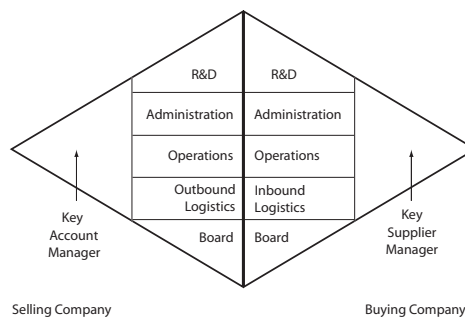 R&D R&D
Administration Administration
Operations Operations
Outbound Inbound
Logistics Logistics
Board Board
Key
Account
Manager
Key
Supplier
Manager
Selling Company Buying Company